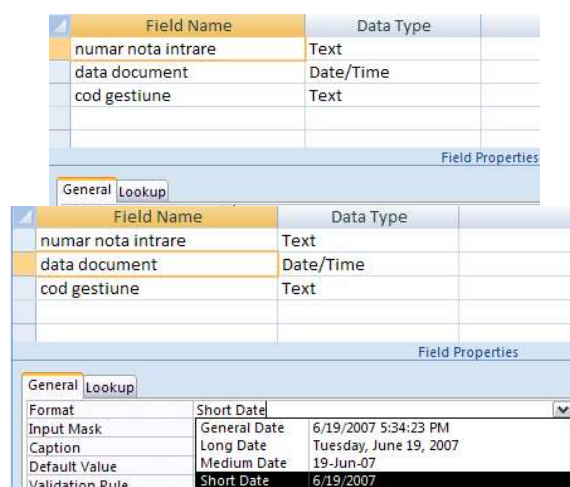 Field Name Data Type
numar nota intrare Text
data document Date/Time
cod gestiune Text
Field Properties
General Lookup
Field Name Data Type
numar nota intrare Text
data document Date/Time
cod gestiune Text
Field Properties
General Lookup
Format Short Date
Input Mask General Date 6/19/2007 5:34:23 PM
Caption Long Date Tuesday, June 19, 2007
Default Value Medium Date 19-Jun-07
Validation Rule Short Date 6/19/2007